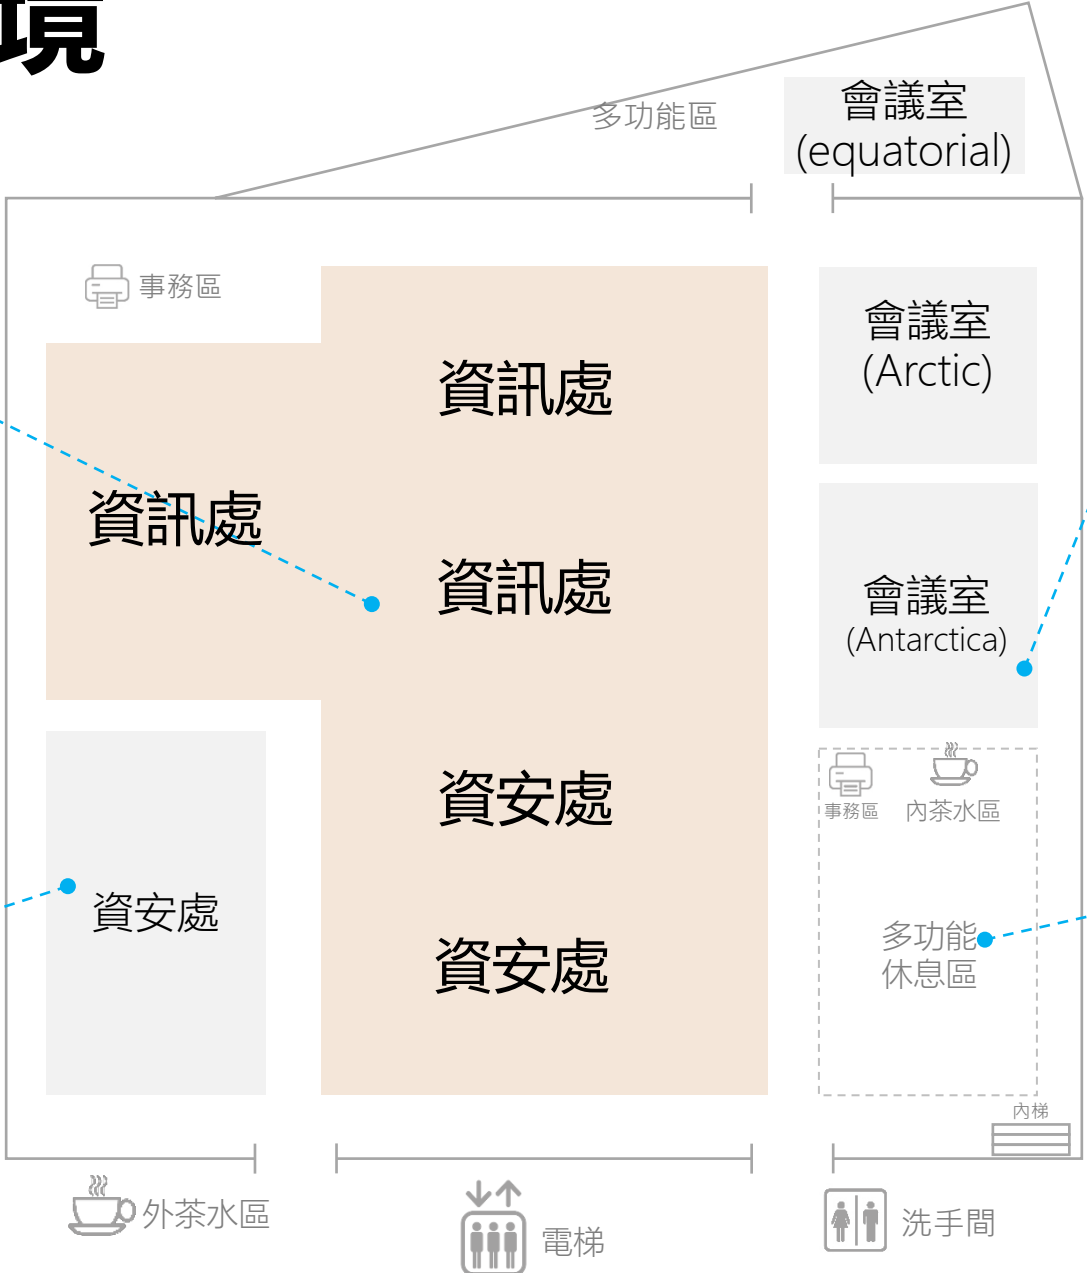 境
多功能區
會議室
(equatorial)
事務區
會議室
(Arctic)
資訊處
資訊處
資訊處
會議室
(Antarctica)
事務區
內茶水區
資安處
資安處
資安處
多功能
休息區
內梯
外茶水區
電梯
洗手間